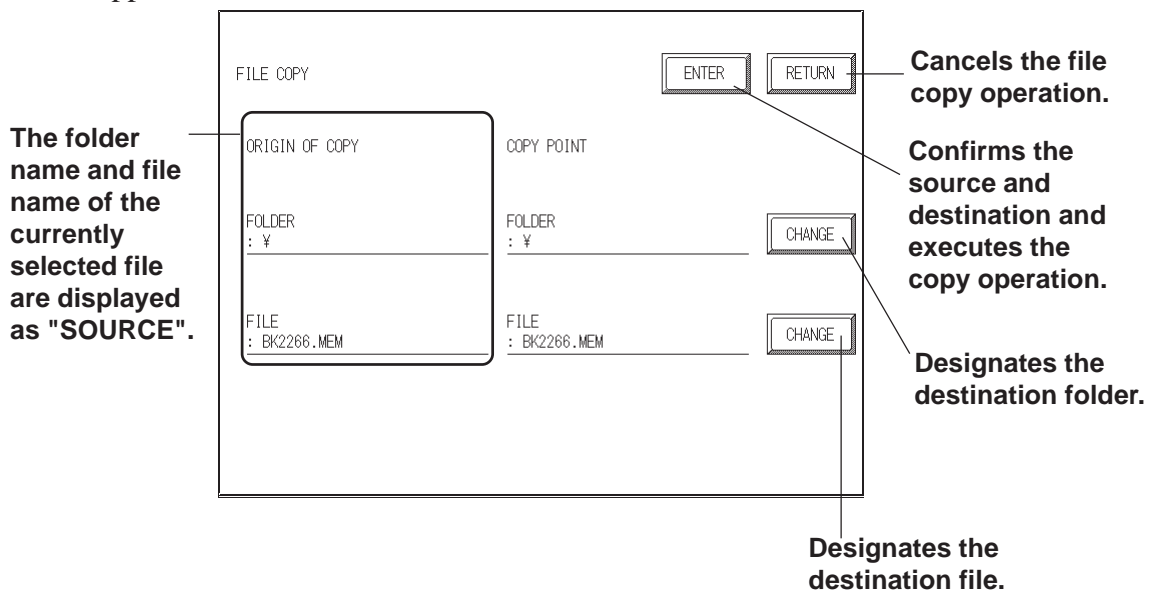 FILE COPY
ENTER
RETURN
Cancels the file
copy operation.
The folder
name and file
name of the
currently
selected file
are displayed
as "SOURCE".
ORIGIN OF COPY
COPY POINT
Confirms the
source and
destination and
executes the
copy operation.
FOLDER
: ¥
FOLDER
: ¥
CHANGE
FILE
: BK2266.MEM
FILE
: BK2266.MEM
CHANGE
Designates the
destination folder.
Designates the
destination file.